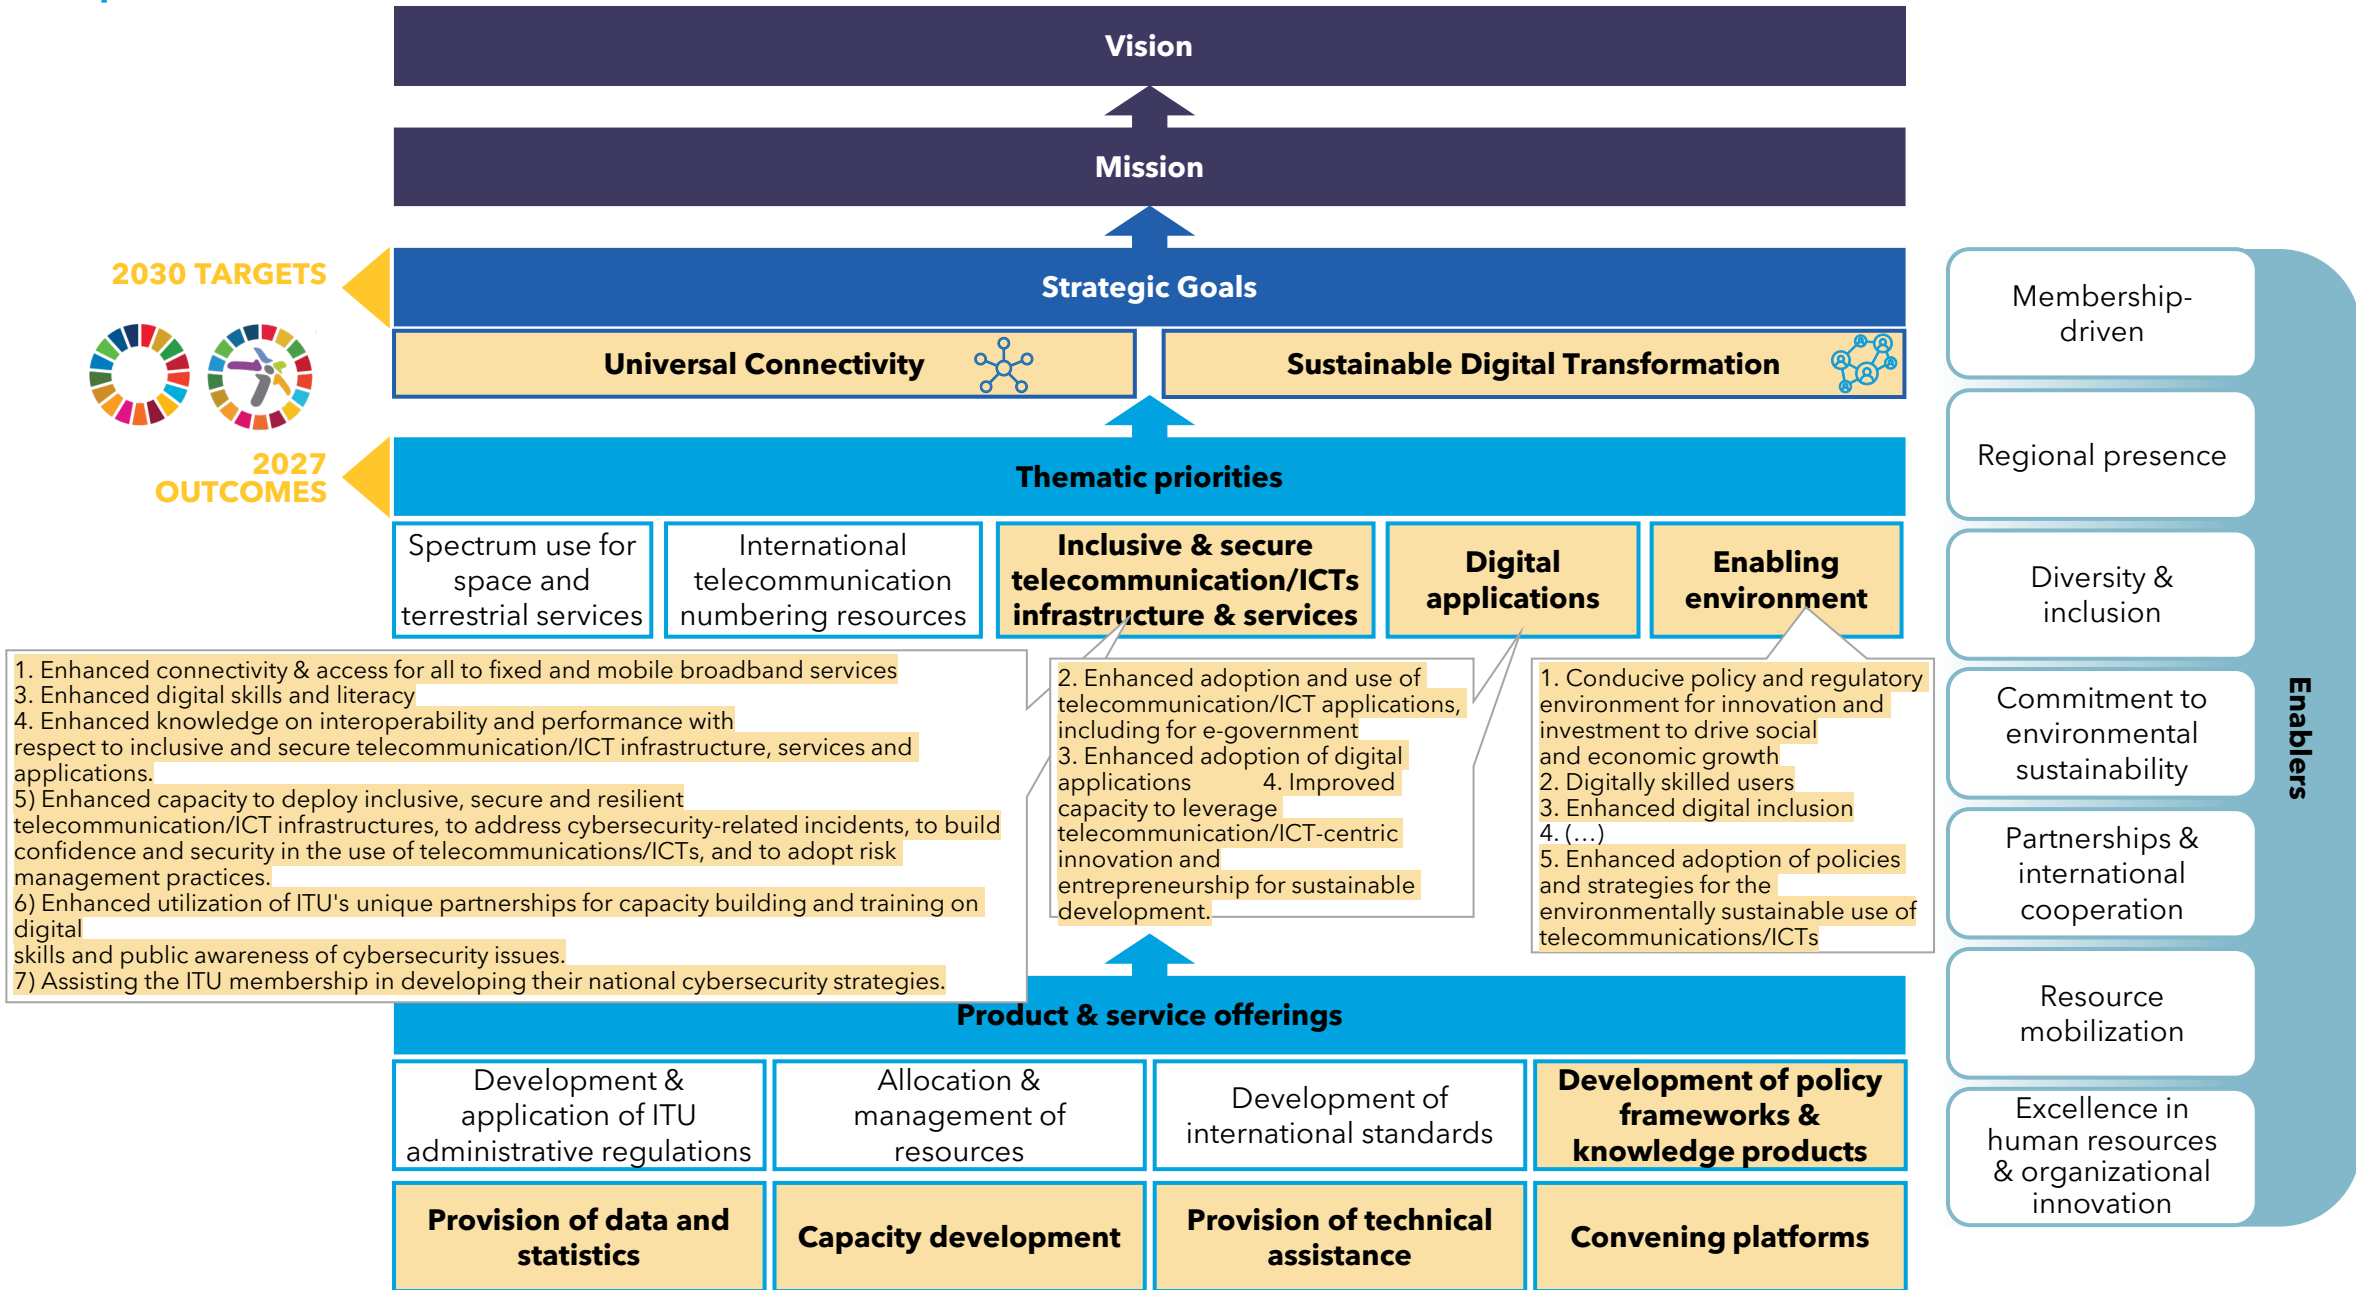 Vision
Mission
2030 TARGETS
Strategic Goals
Universal Connectivity
Sustainable Digital Transformation
2027
OUTCOMES
Thematic priorities
Spectrum use for
space and
terrestrial services
International
telecommunication
numbering resources
Inclusive & secure
telecommunication/ICTs
infrastructure & services
Digital
applications
Enabling
environment
1. Enhanced connectivity & access for all to fixed and mobile broadband services
3. Enhanced digital skills and literacy
4. Enhanced knowledge on interoperability and performance with
respect to inclusive and secure telecommunication/ICT infrastructure, services and
applications.
5) Enhanced capacity to deploy inclusive, secure and resilient
telecommunication/ICT infrastructures, to address cybersecurity-related incidents, to build
confidence and security in the use of telecommunications/ICTs, and to adopt risk
management practices.
6) Enhanced utilization of ITU's unique partnerships for capacity building and training on
digital
skills and public awareness of cybersecurity issues.
7) Assisting the ITU membership in developing their national cybersecurity strategies.
2. Enhanced adoption and use of
telecommunication/ICT applications,
including for e-government
3. Enhanced adoption of digital
applications 4. Improved
capacity to leverage
telecommunication/ICT-centric
innovation and
entrepreneurship for sustainable
development.
1. Conducive policy and regulatory
environment for innovation and
investment to drive social
and economic growth
2. Digitally skilled users
3. Enhanced digital inclusion
4. (...)
5. Enhanced adoption of policies
and strategies for the
environmentally sustainable use of
telecommunications/ICTs
Product & service offerings
Development &
application of ITU
administrative regulations
Allocation &
management of
resources
Development of
international standards
Development of policy
frameworks &
knowledge products
Provision of data and
statistics
Capacity development
Provision of technical
assistance
Convening platforms
Membership-
driven
Regional presence
Diversity &
inclusion
Commitment to
environmental
sustainability
Partnerships &
international
cooperation
Resource
mobilization
Excellence in
human resources
& organizational
innovation
Enablers